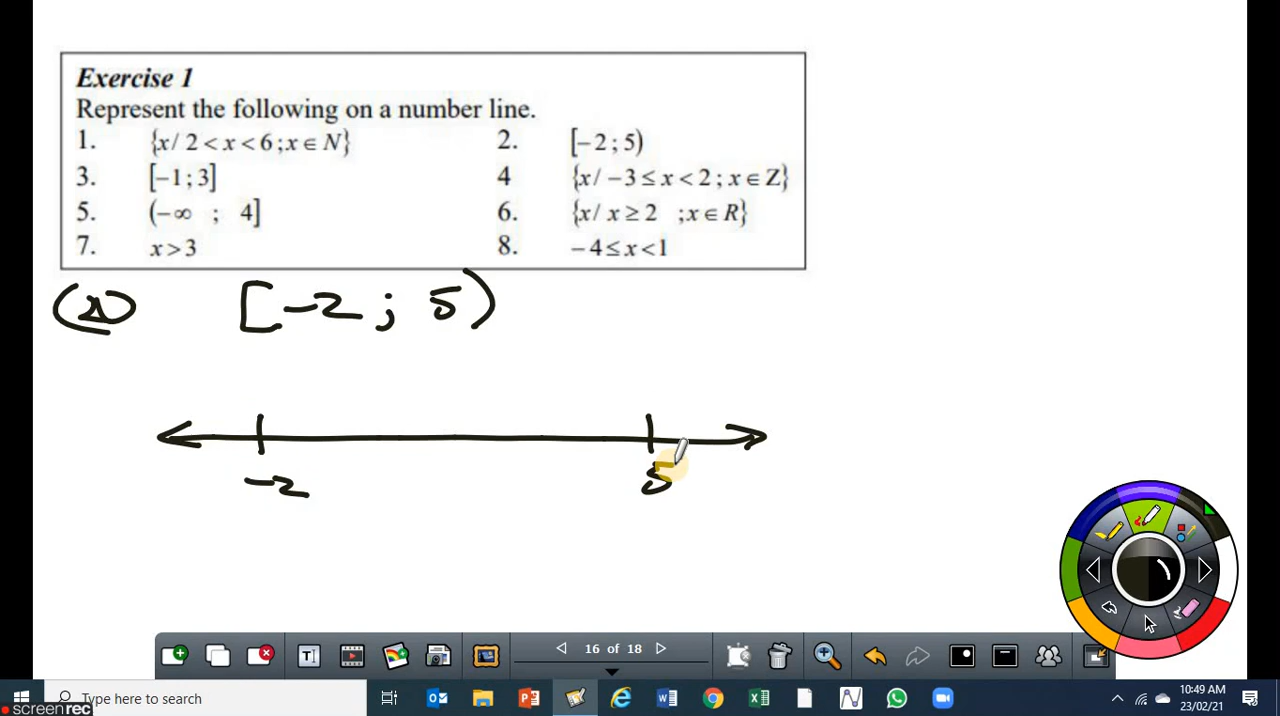 Exercise 1
Represent the following on a number line.
1. {x/ 2 < x < 6 ; x ∈ N} 2. [−2 ; 5)
3. [−1 ; 3] 4 {x/ −3 ≤ x < 2 ; x ∈ Z}
5. (−∞ ; 4] 6. {x/ x ≥ 2 ; x ∈ R}
7. x > 3 8. −4 ≤ x < 1
[-2 ; 5)
-2 5
16 of 18
Type here to search
10:49 AM
23/02/21
screenrec